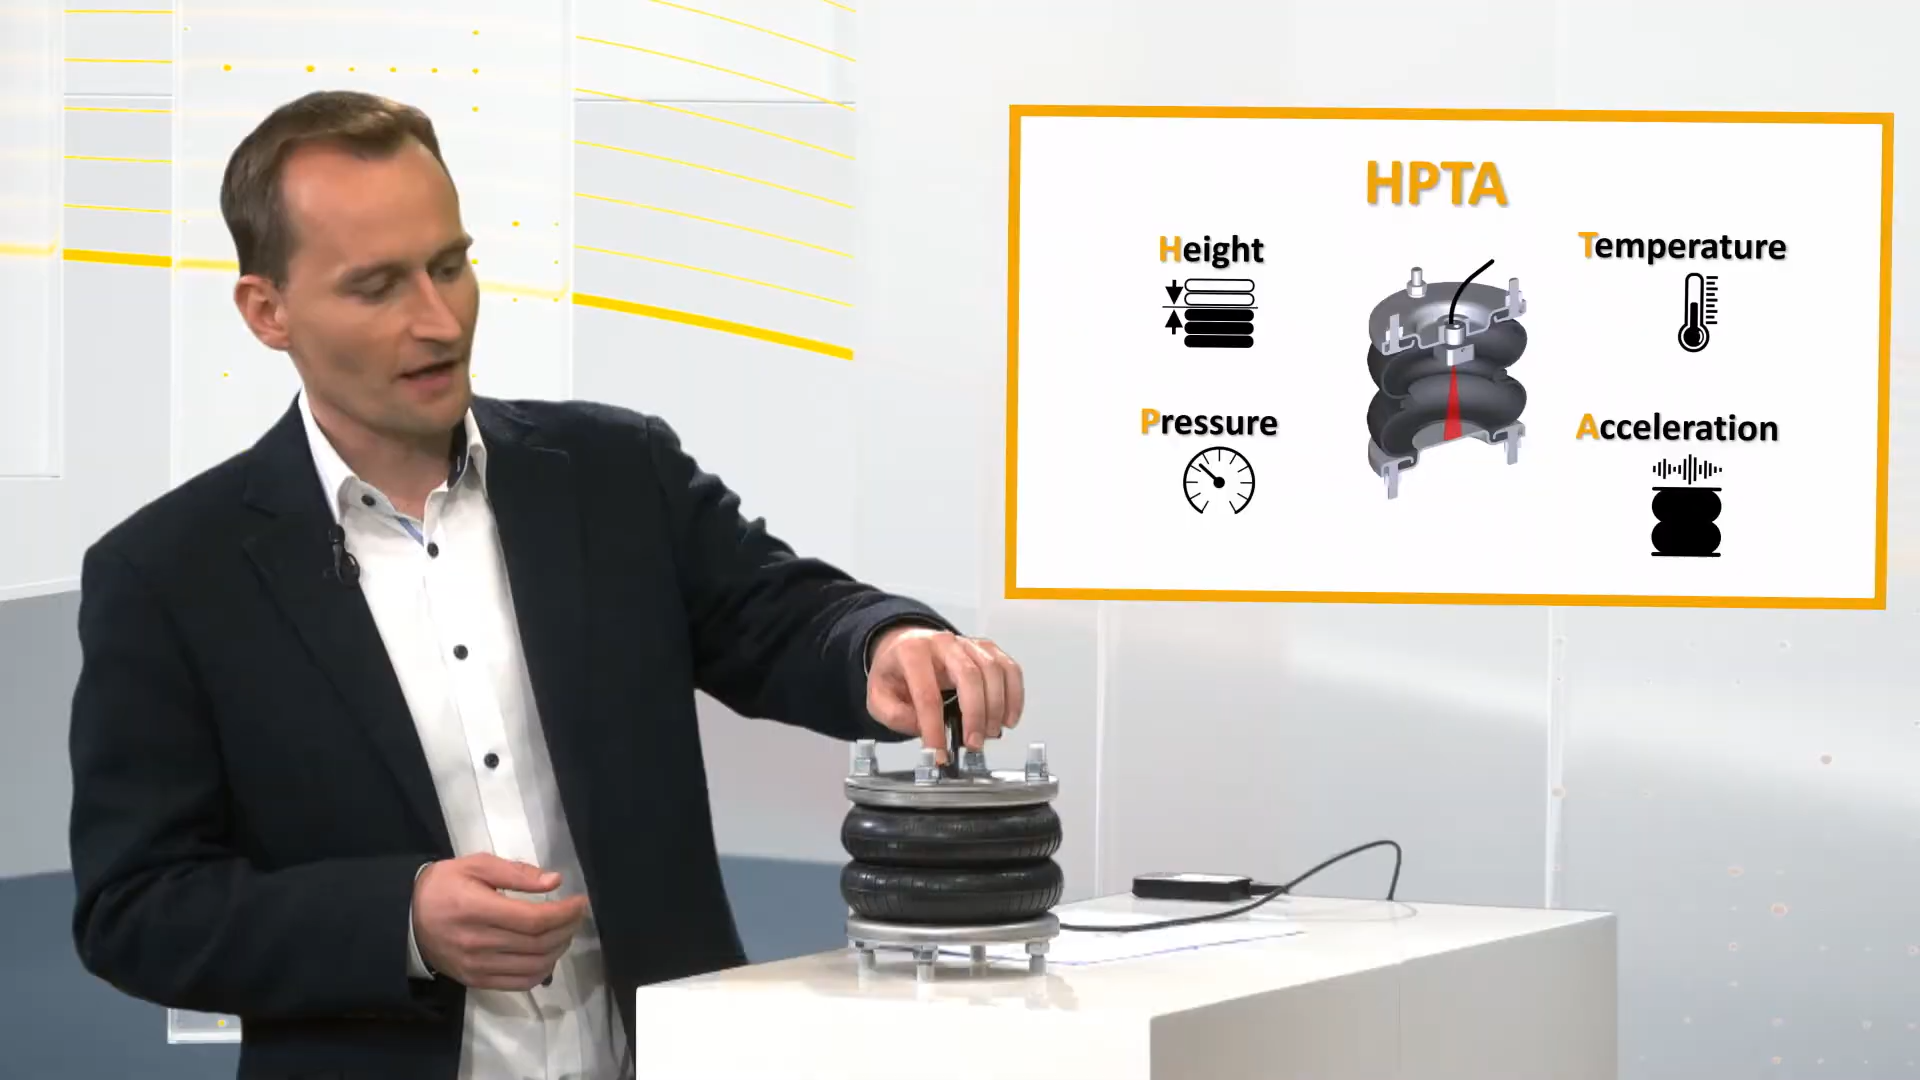 HPTA
Height
Temperature
Pressure
Acceleration